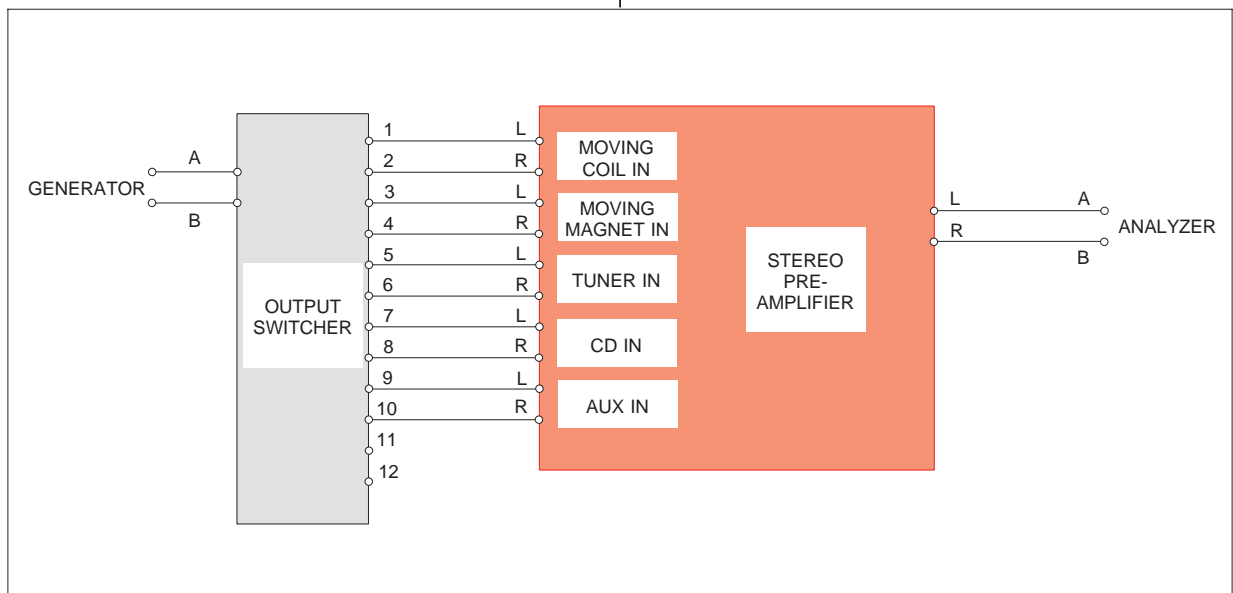 GENERATOR
A
B
OUTPUT
SWITCHER
1
2
3
4
5
6
7
8
9
10
11
12
L
R
L
R
L
R
L
R
L
R
MOVING
COIL IN
MOVING
MAGNET IN
TUNER IN
CD IN
AUX IN
STEREO
PRE-
AMPLIFIER
L
R
A
B
ANALYZER